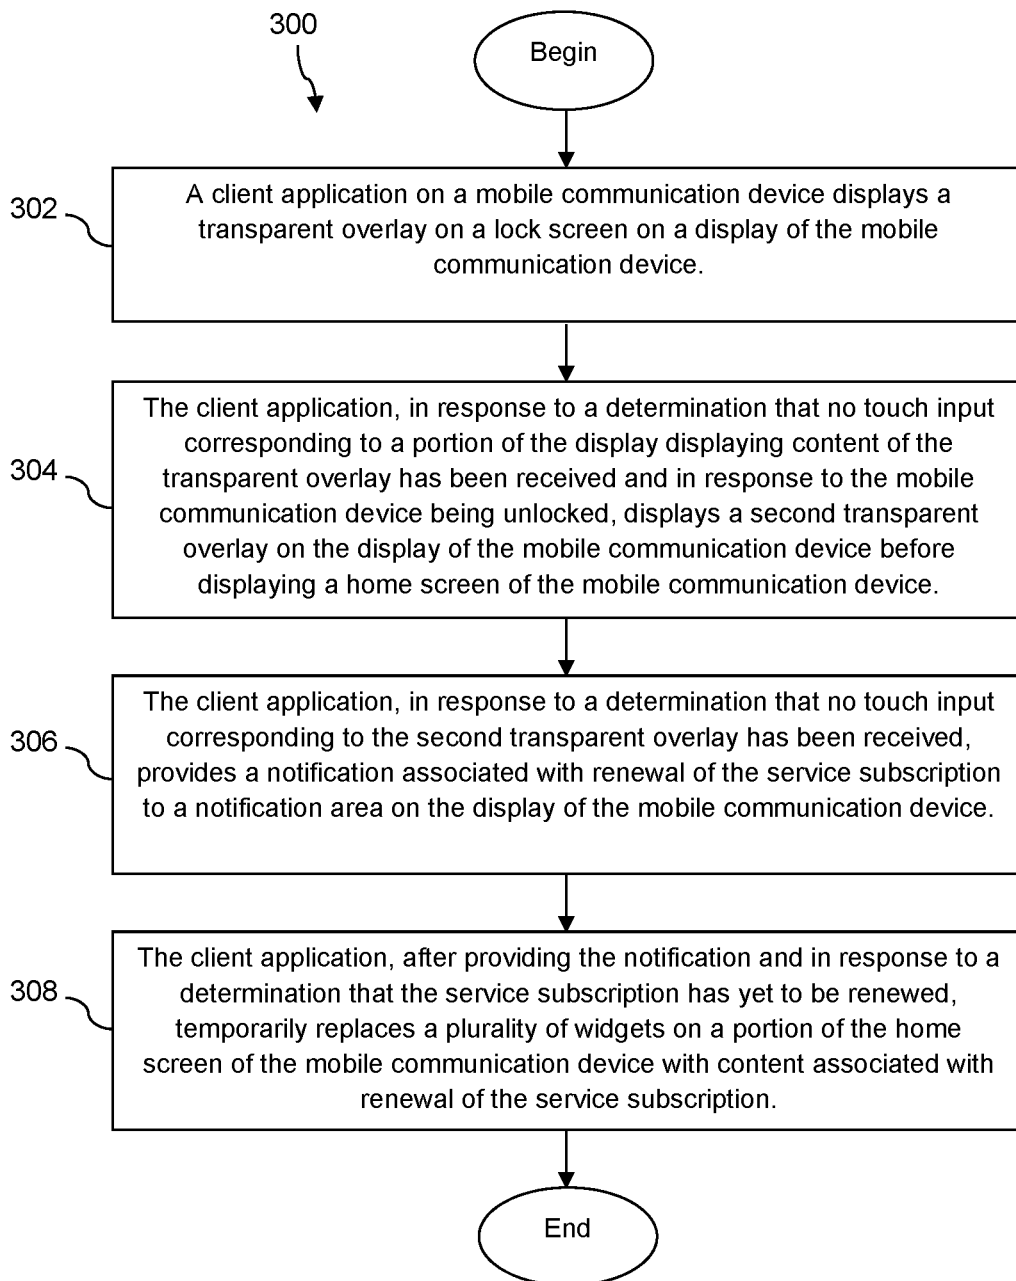 300
Begin
302
A client application on a mobile communication device displays a
transparent overlay on a lock screen on a display of the mobile
communication device.
304
The client application, in response to a determination that no touch input
corresponding to a portion of the display displaying content of the
transparent overlay has been received and in response to the mobile
communication device being unlocked, displays a second transparent
overlay on the display of the mobile communication device before
displaying a home screen of the mobile communication device.
306
The client application, in response to a determination that no touch input
corresponding to the second transparent overlay has been received,
provides a notification associated with renewal of the service subscription
to a notification area on the display of the mobile communication device.
308
The client application, after providing the notification and in response to a
determination that the service subscription has yet to be renewed,
temporarily replaces a plurality of widgets on a portion of the home
screen of the mobile communication device with content associated with
renewal of the service subscription.
End